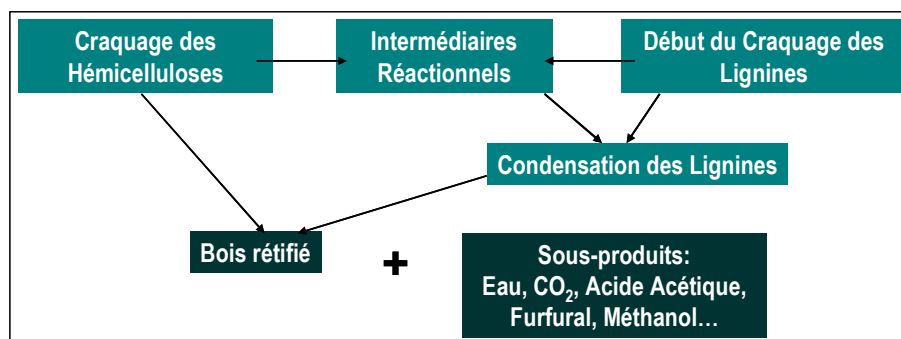 Craquage des
Hémicelluloses
Intermédiaires
Réactionnels
Début du Craquage des
Lignines
Condensation des Lignines
Bois rétifié
+
Sous-produits:
Eau, CO₂, Acide Acétique,
Furfural, Méthanol…